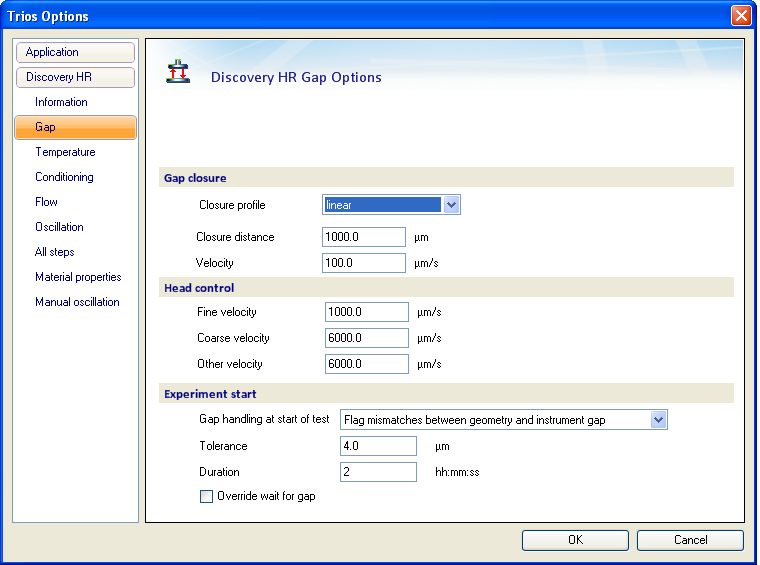 Trios Options
Application
Discovery HR
Information
Gap
Temperature
Conditioning
Flow
Oscillation
All steps
Material properties
Manual oscillation
Discovery HR Gap Options
Gap closure
Closure profile linear
Closure distance 1000.0 µm
Velocity 100.0 µm/s
Head control
Fine velocity 1000.0 µm/s
Coarse velocity 6000.0 µm/s
Other velocity 6000.0 µm/s
Experiment start
Gap handling at start of test Flag mismatches between geometry and instrument gap
Tolerance 4.0 µm
Duration 2 hh:mm:ss
Override wait for gap
OK Cancel